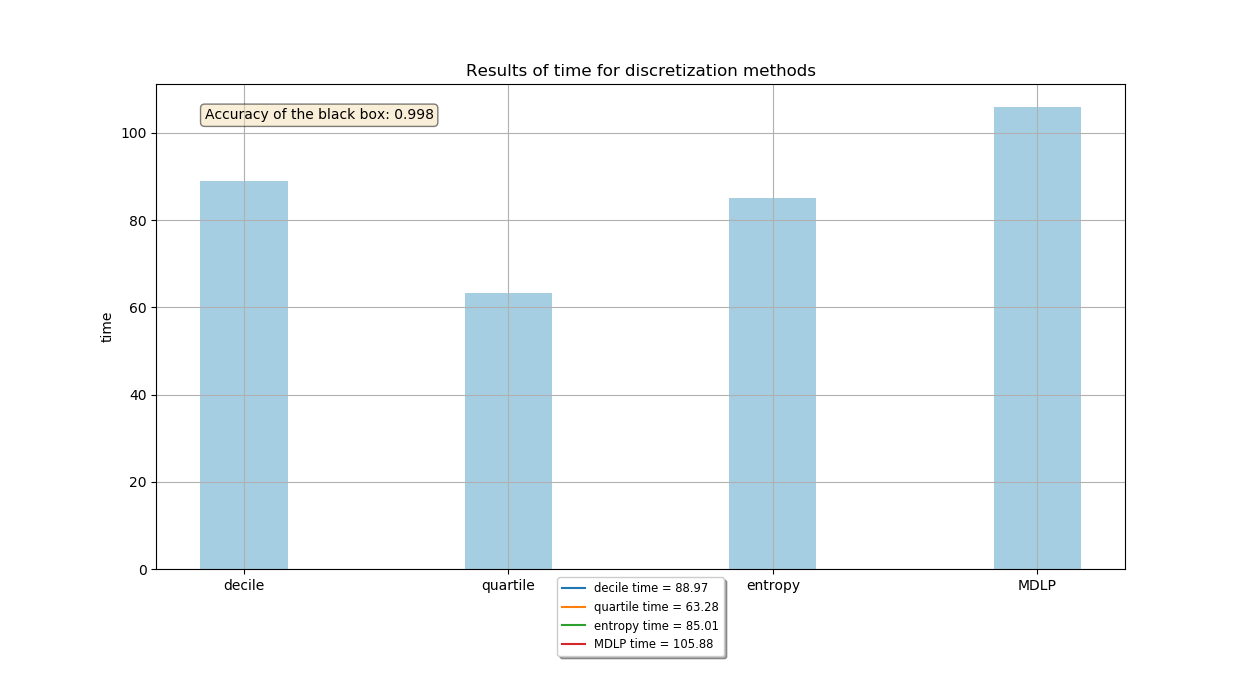 Results of time for discretization methods
Accuracy of the black box: 0.998
100
80
60
40
20
0
time
decile quartile entropy MDLP
decile time = 88.97
quartile time = 63.28
entropy time = 85.01
MDLP time = 105.88